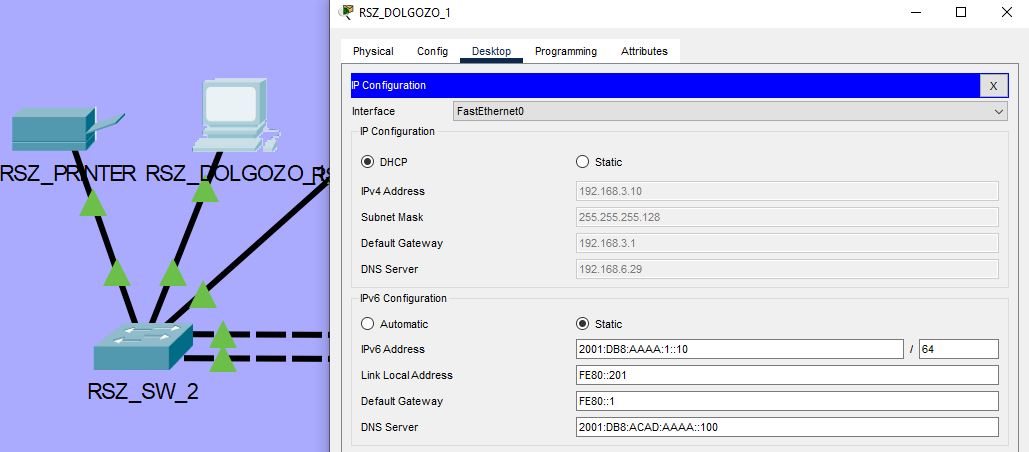 RSZ_DOLGOZO_1
Physical Config Desktop Programming Attributes
IP Configuration X
Interface FastEthernet0
IP Configuration
DHCP Static
IPv4 Address 192.168.3.10
Subnet Mask 255.255.255.128
Default Gateway 192.168.3.1
DNS Server 192.168.6.29
IPv6 Configuration
Automatic Static
IPv6 Address 2001:DB8:AAAA:1::10 / 64
Link Local Address FE80::201
Default Gateway FE80::1
DNS Server 2001:DB8:ACAD:AAAA::100
RSZ_PRINTER RSZ_DOLGOZO_
RSZ_SW_2